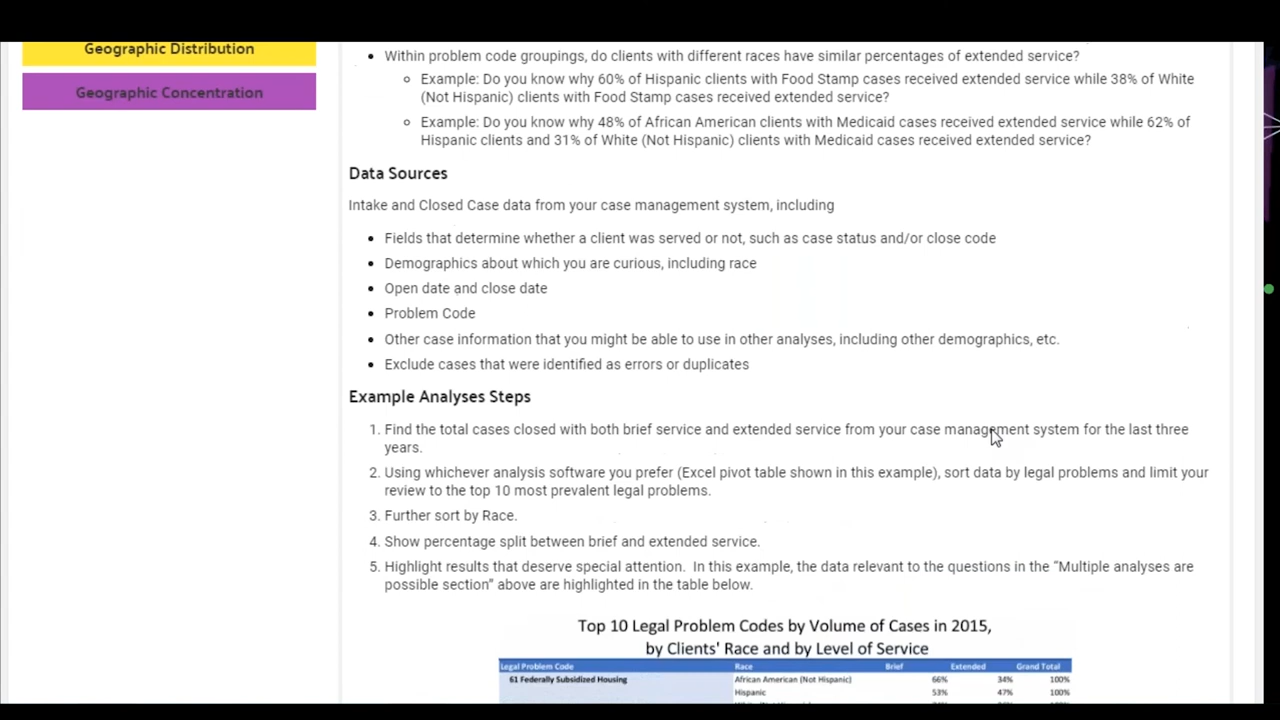 Geographic Distribution
Geographic Concentration
• Within problem code groupings, do clients with different races have similar percentages of extended service?
○ Example: Do you know why 60% of Hispanic clients with Food Stamp cases received extended service while 38% of White
(Not Hispanic) clients with Food Stamp cases received extended service?
○ Example: Do you know why 48% of African American clients with Medicaid cases received extended service while 62% of
Hispanic clients and 31% of White (Not Hispanic) clients with Medicaid cases received extended service?
Data Sources
Intake and Closed Case data from your case management system, including
• Fields that determine whether a client was served or not, such as case status and/or close code
• Demographics about which you are curious, including race
• Open date and close date
• Problem Code
• Other case information that you might be able to use in other analyses, including other demographics, etc.
• Exclude cases that were identified as errors or duplicates
Example Analyses Steps
1. Find the total cases closed with both brief service and extended service from your case management system for the last three
years.
2. Using whichever analysis software you prefer (Excel pivot table shown in this example), sort data by legal problems and limit your
review to the top 10 most prevalent legal problems.
3. Further sort by Race.
4. Show percentage split between brief and extended service.
5. Highlight results that deserve special attention. In this example, the data relevant to the questions in the “Multiple analyses are
possible section” above are highlighted in the table below.
Top 10 Legal Problem Codes by Volume of Cases in 2015,
by Clients' Race and by Level of Service
Legal Problem Code Race Brief Extended Grand Total
61 Federally Subsidized Housing African American (Not Hispanic) 66% 34% 100%
Hispanic 53% 47% 100%